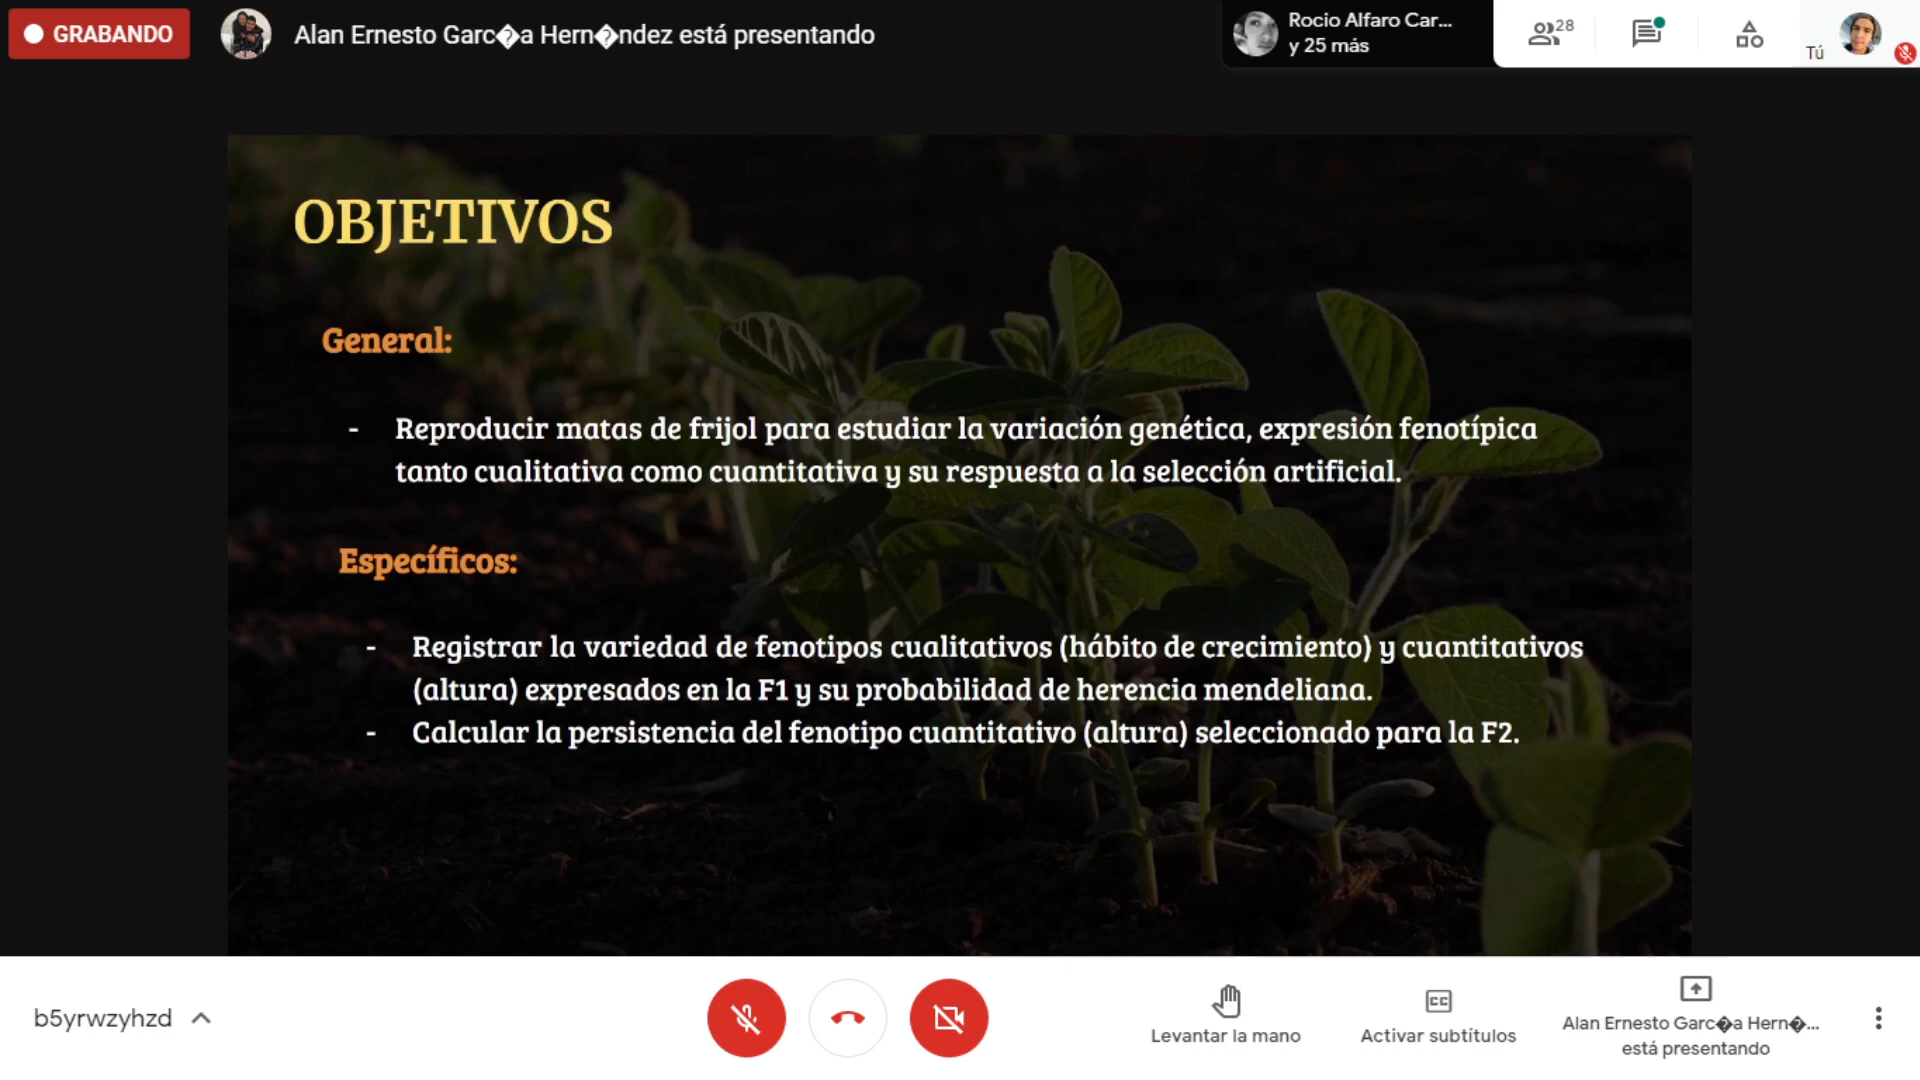 GRABANDO
Alan Ernesto Garc�a Hern�ndez está presentando
Rocio Alfaro Car...
y 25 más
28
Tú
OBJETIVOS
General:
- Reproducir matas de frijol para estudiar la variación genética, expresión fenotípica
tanto cualitativa como cuantitativa y su respuesta a la selección artificial.
Específicos:
- Registrar la variedad de fenotipos cualitativos (hábito de crecimiento) y cuantitativos
(altura) expresados en la F1 y su probabilidad de herencia mendeliana.
- Calcular la persistencia del fenotipo cuantitativo (altura) seleccionado para la F2.
b5yrwzyhzd
Levantar la mano
CC
Activar subtítulos
Alan Ernesto Garc�a Hern�...
está presentando